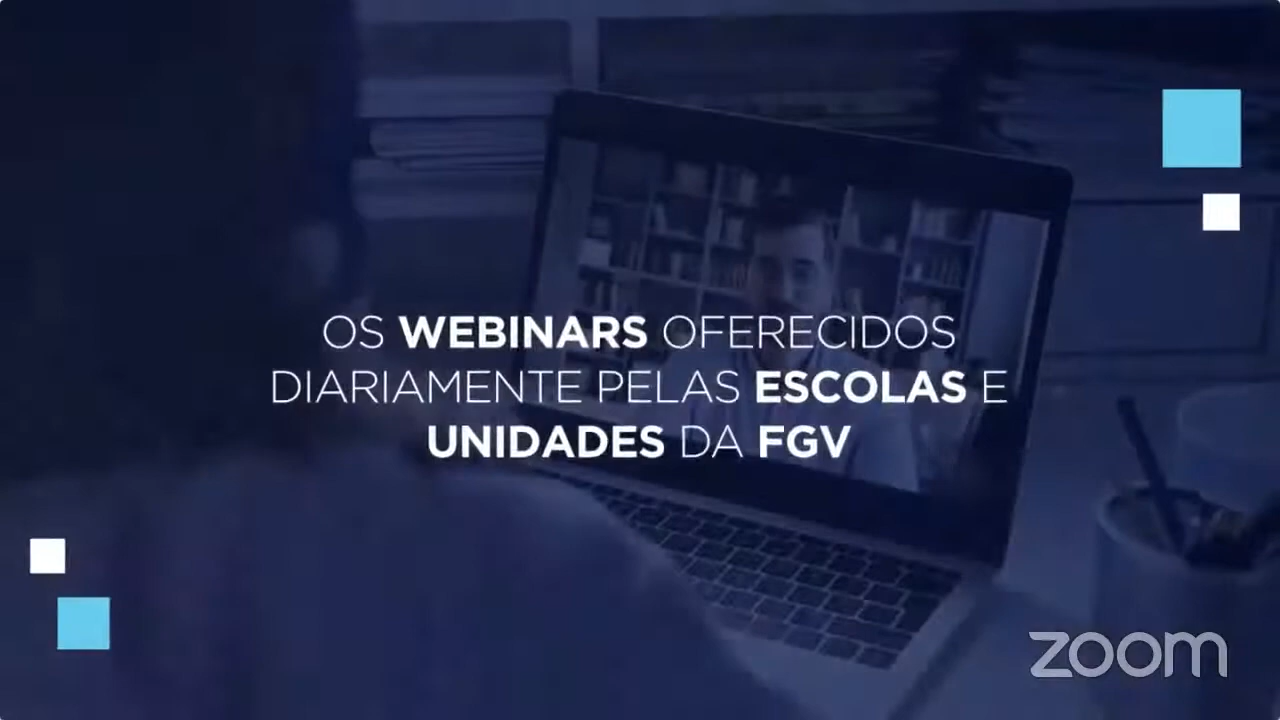 OS WEBINARS OFERECIDOS
DIARIAMENTE PELAS ESCOLAS E
UNIDADES DA FGV
zoom